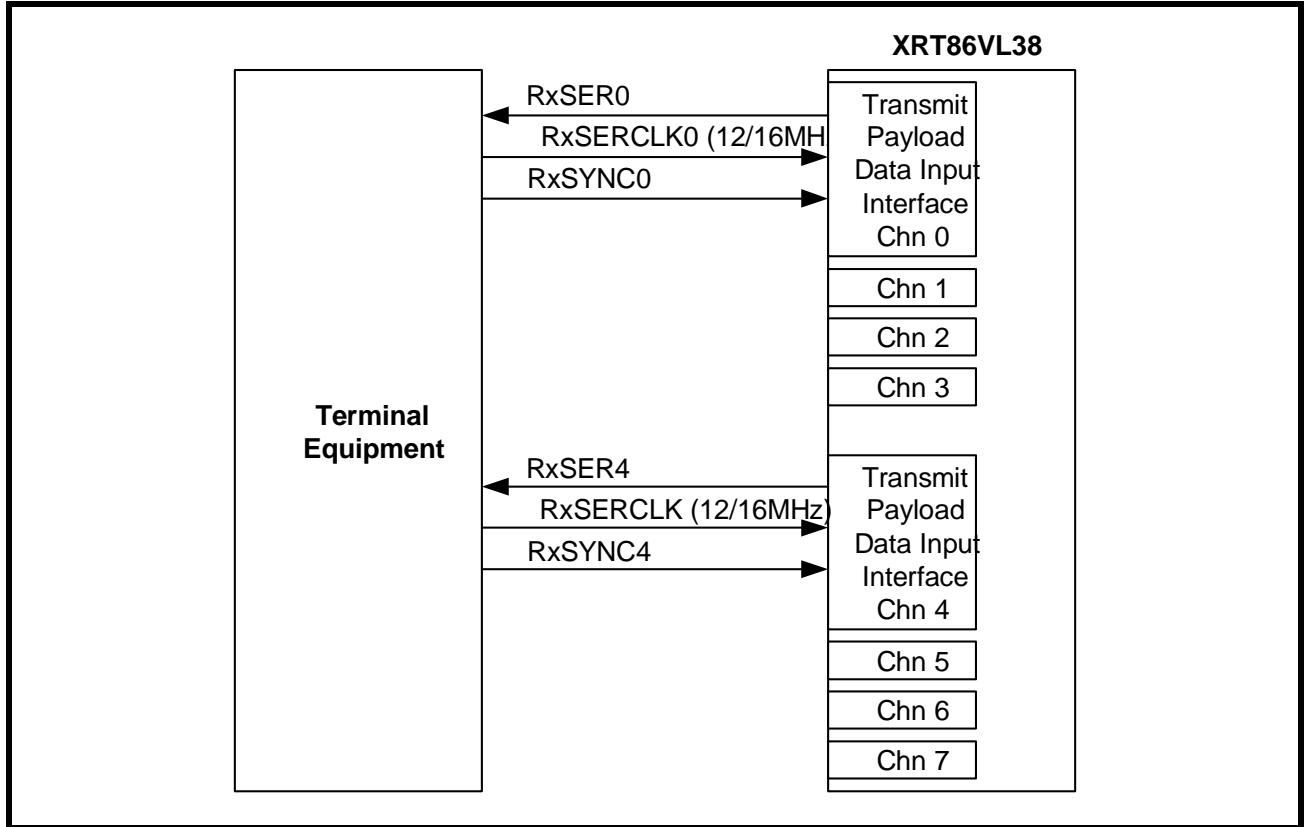 XRT86VL38
RxSER0
RxSERCLK0 (12/16MH
RxSYNC0
Transmit
Payload
Data Input
Interface
Chn 0
Chn 1
Chn 2
Chn 3
Terminal
Equipment
RxSER4
RxSERCLK (12/16MHz)
RxSYNC4
Transmit
Payload
Data Input
Interface
Chn 4
Chn 5
Chn 6
Chn 7